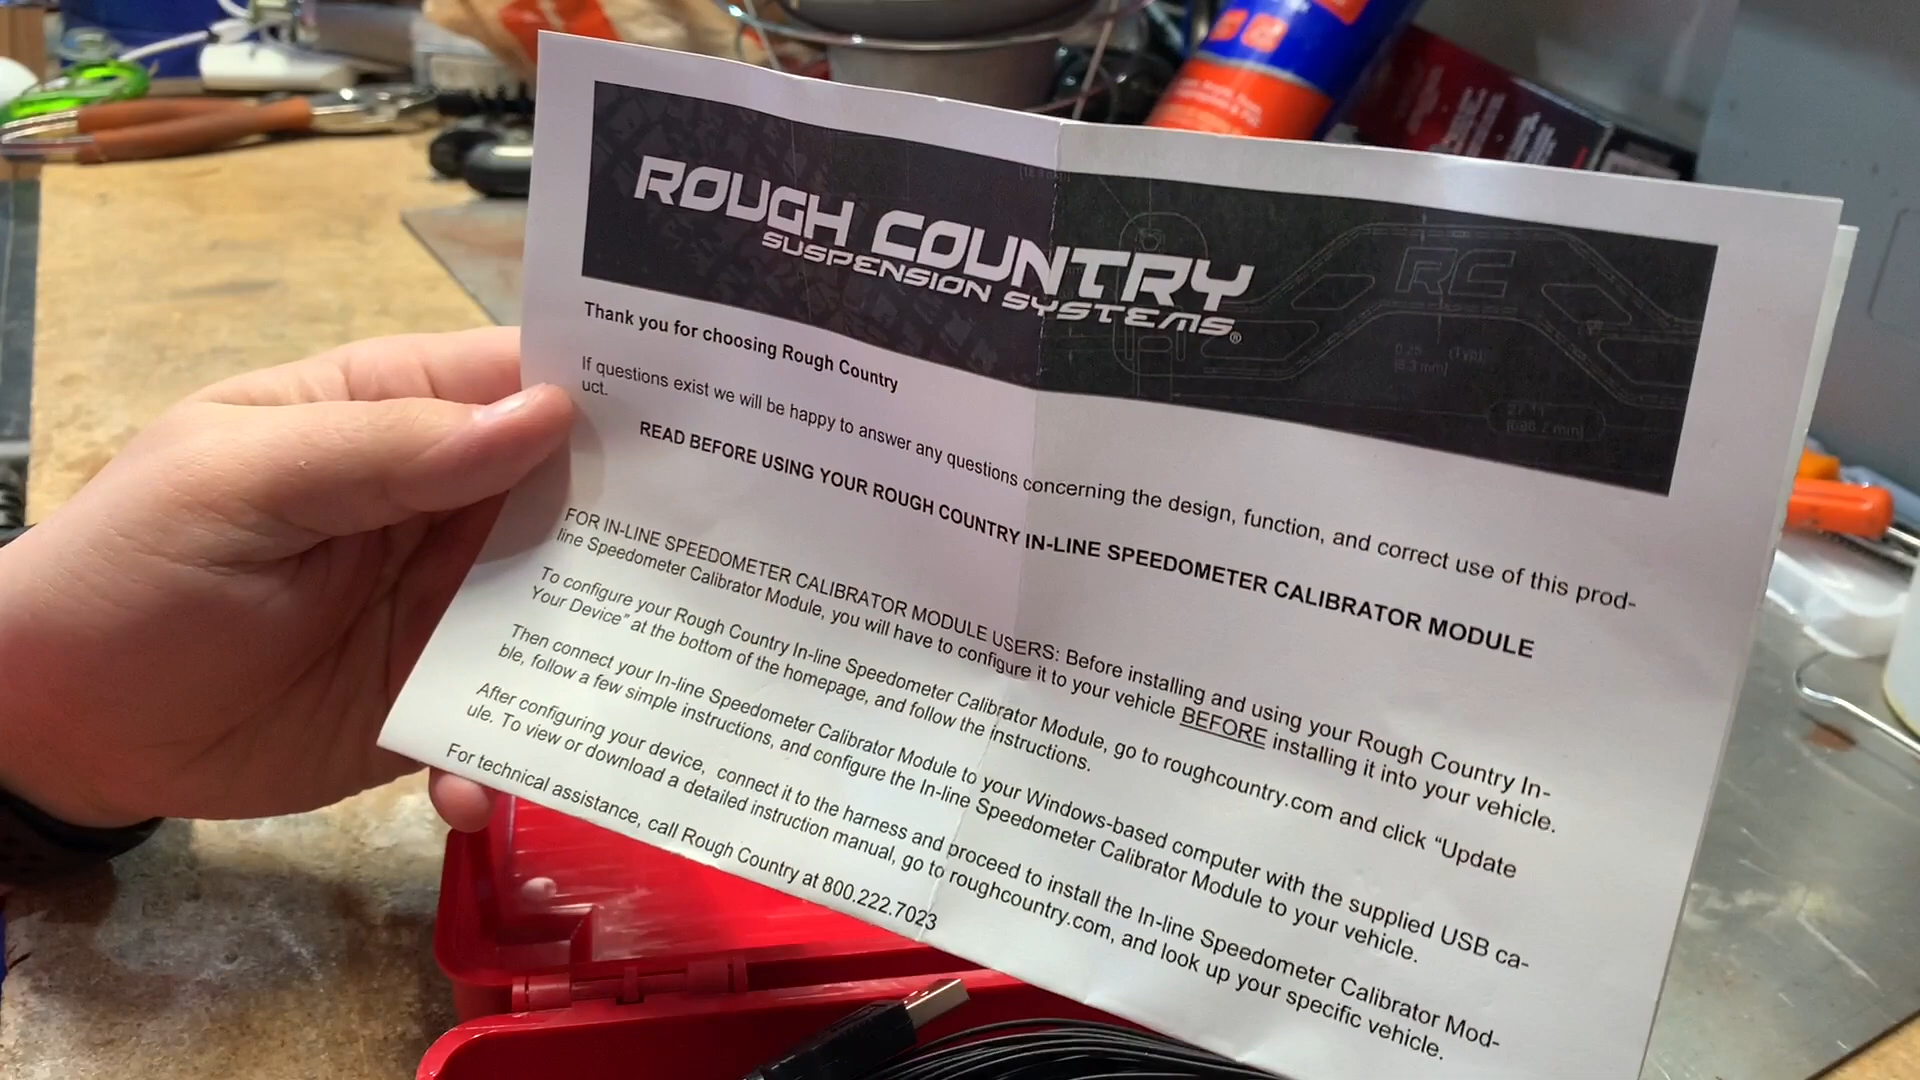 ROUGH COUNTRY
SUSPENSION SYSTEMS®
RC
0.25 (Typ)
[6.3 mm]
Thank you for choosing Rough Country
If questions exist we will be happy to answer any questions concerning the design, function, and correct use of this prod-
uct.
READ BEFORE USING YOUR ROUGH COUNTRY IN-LINE SPEEDOMETER CALIBRATOR MODULE
FOR IN-LINE SPEEDOMETER CALIBRATOR MODULE USERS: Before installing and using your Rough Country In-
line Speedometer Calibrator Module, you will have to configure it to your vehicle BEFORE installing it into your vehicle.
To configure your Rough Country In-line Speedometer Calibrator Module, go to roughcountry.com and click “Update
Your Device” at the bottom of the homepage, and follow the instructions.
Then connect your In-line Speedometer Calibrator Module to your Windows-based computer with the supplied USB ca-
ble, follow a few simple instructions, and configure the In-line Speedometer Calibrator Module to your vehicle.
After configuring your device, connect it to the harness and proceed to install the In-line Speedometer Calibrator Mod-
ule. To view or download a detailed instruction manual, go to roughcountry.com, and look up your specific vehicle.
For technical assistance, call Rough Country at 800.222.7023